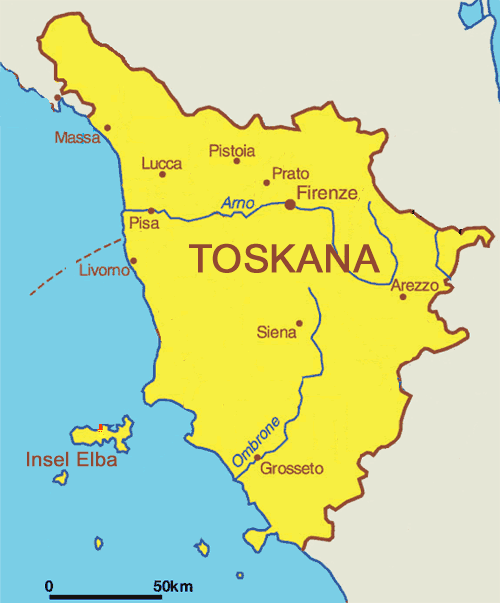 Massa
Lucca
Pistoia
Prato
Firenze
Arno
Pisa
TOSKANA
Livorno
Arezzo
Siena
Ombrone
Insel Elba
Grosseto
0 50km